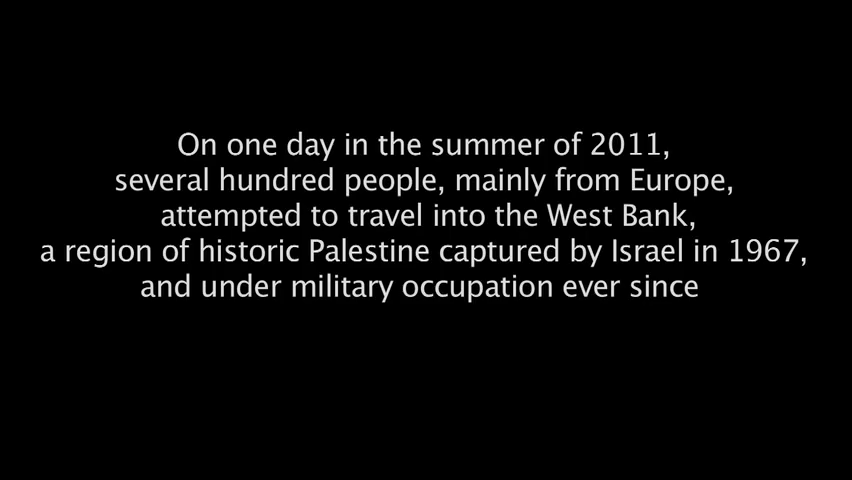 On one day in the summer of 2011,
several hundred people, mainly from Europe,
attempted to travel into the West Bank,
a region of historic Palestine captured by Israel in 1967,
and under military occupation ever since